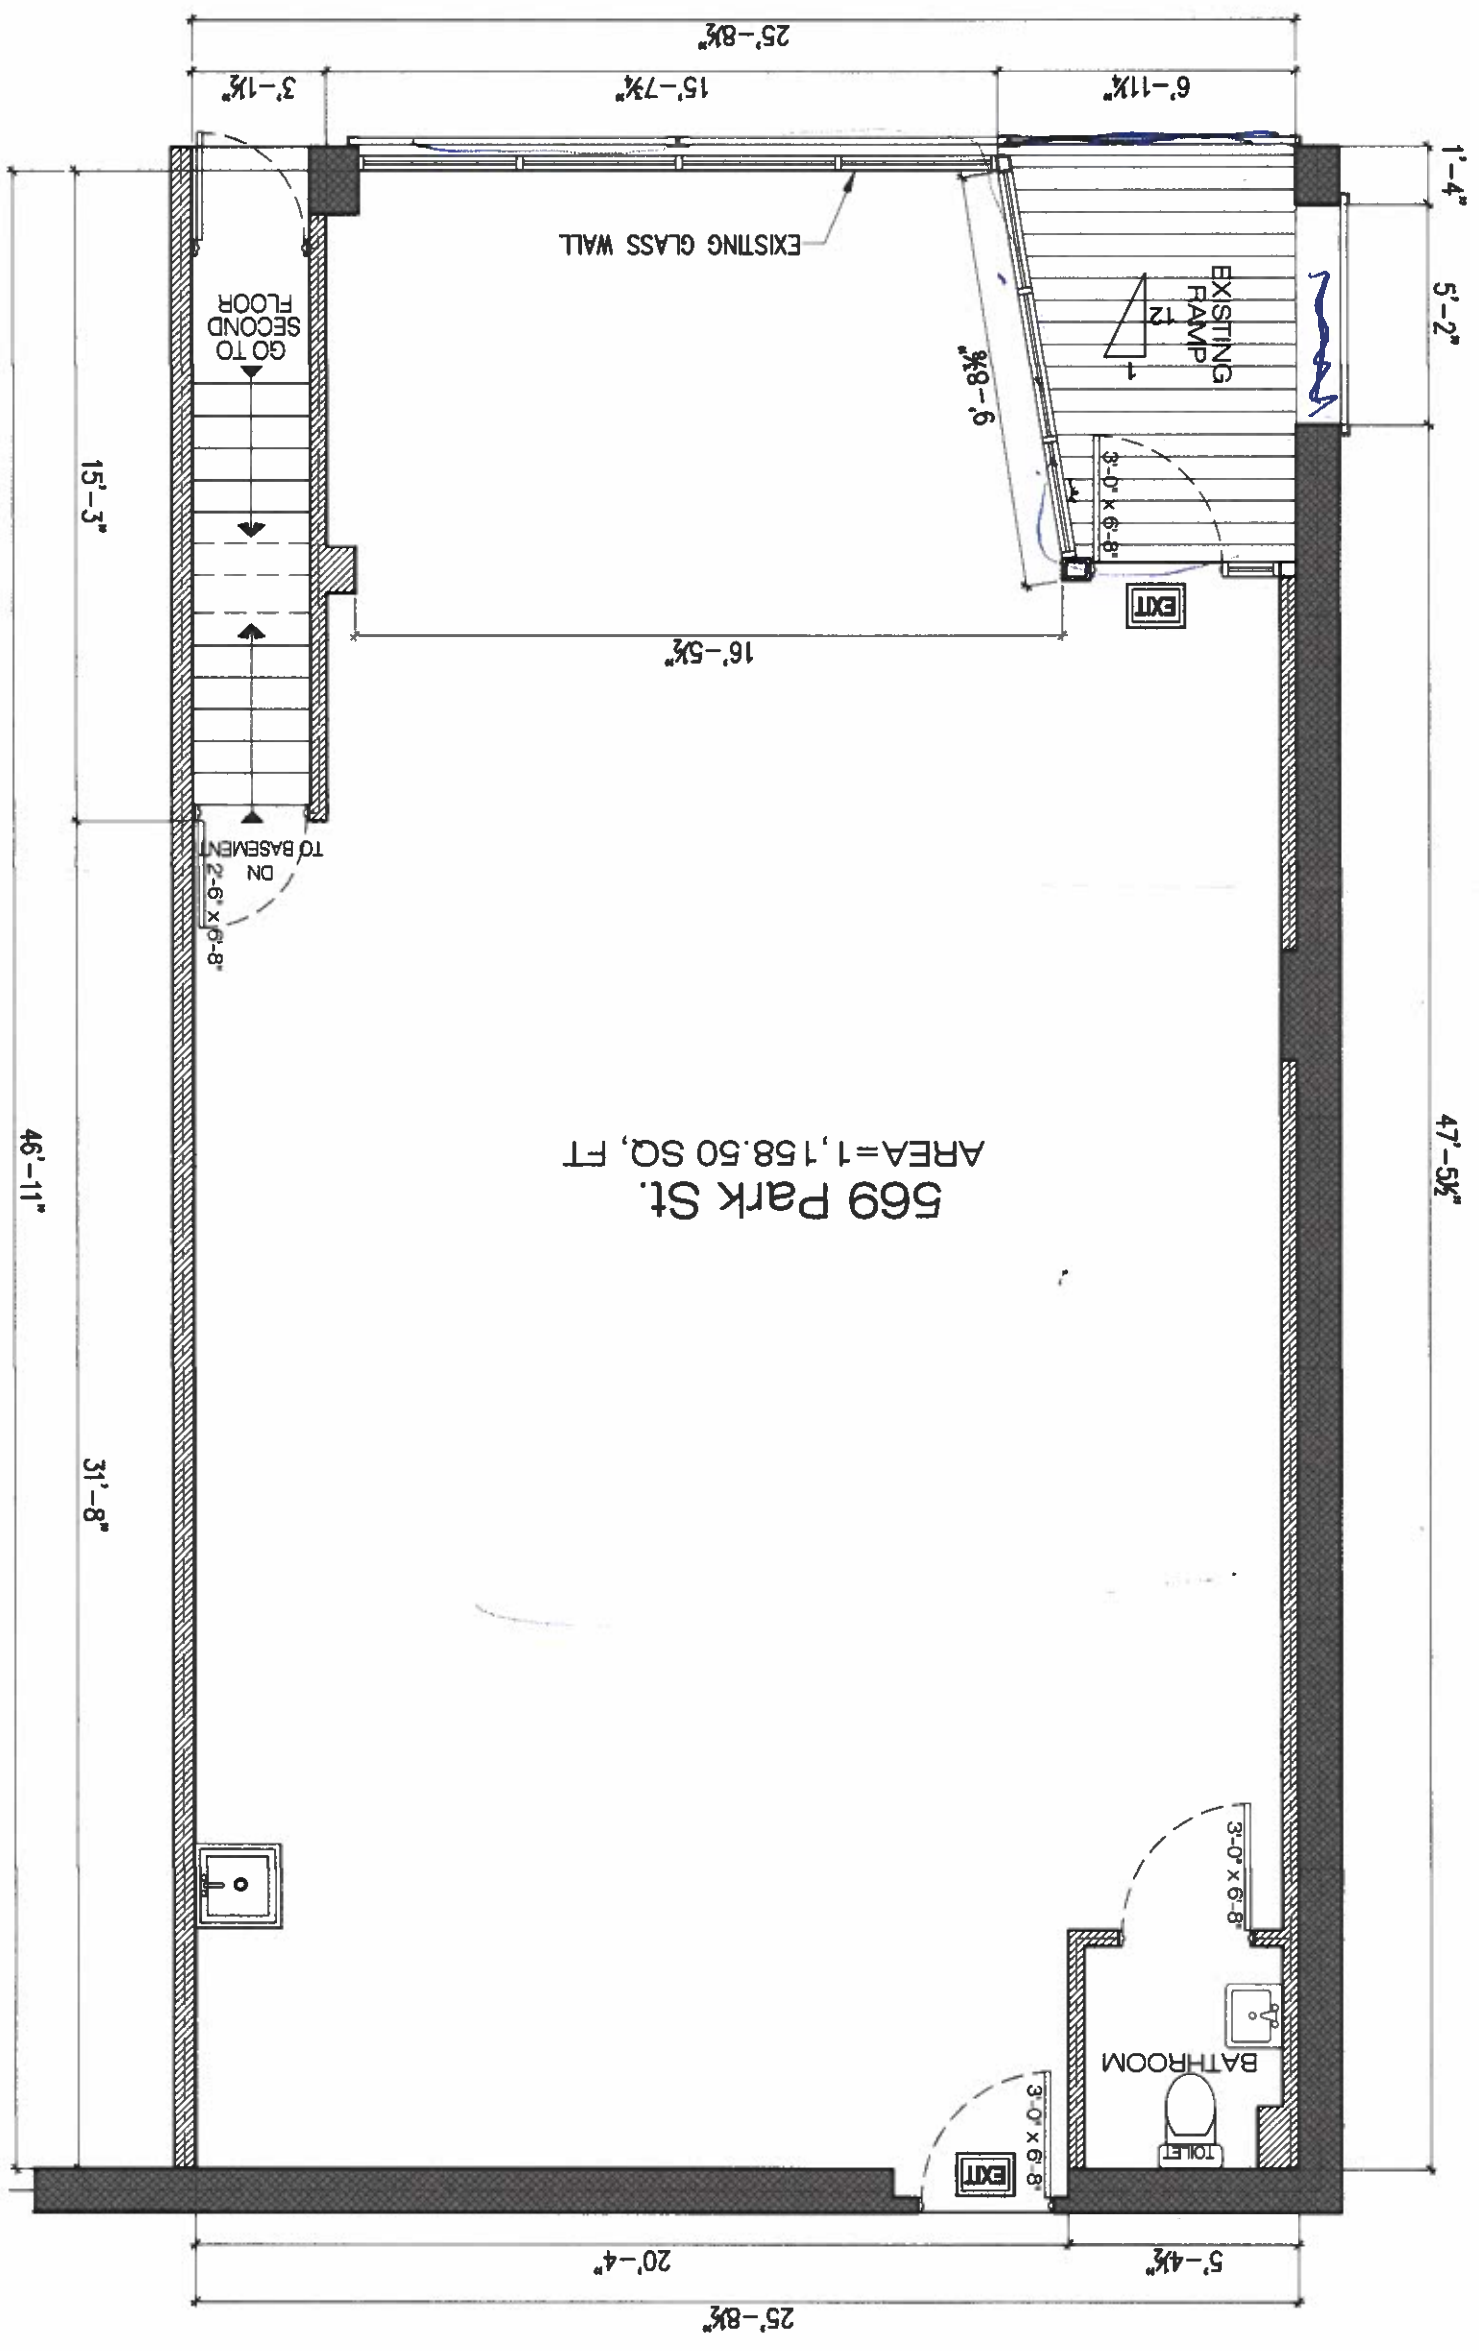 25'-8½"
3'-1½"
15'-7¾"
6'-11¼"
1'-4"
5'-2"
47'-5½"
EXISTING GLASS WALL
EXISTING
RAMP
12
1
9'-8⅜"
3'-0" x 6'-8"
EXIT
GO TO
SECOND
FLOOR
15'-3"
16'-5½"
DN
TO BASEMENT
2'-6" x 6'-8"
569 Park St.
AREA=1,158.50 SQ, FT
46'-11"
31'-8"
3'-0" x 6'-8"
BATHROOM
TOILET
3'-0" x 6'-8"
EXIT
20'-4"
5'-4½"
25'-8½"